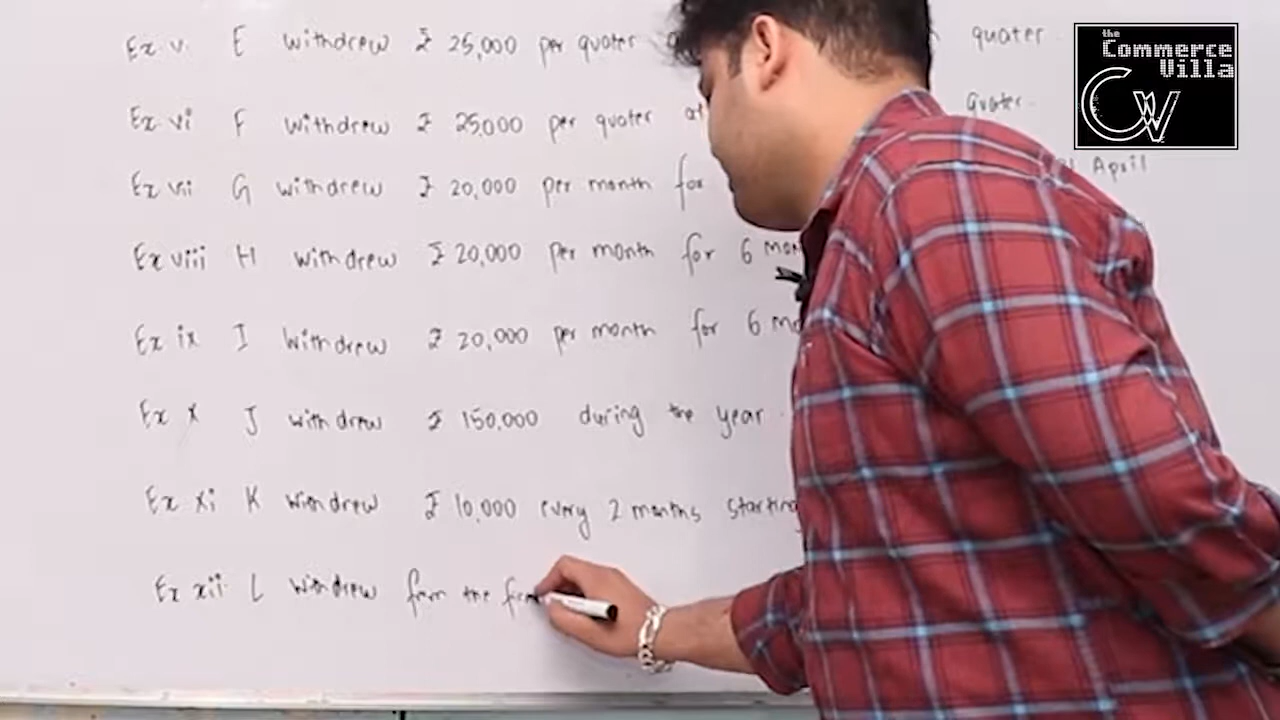 Ex v. E withdrew ₹ 25,000 per quater quater.
Ex vi F withdrew ₹ 25,000 per quater at quater.
Ex vii G withdrew ₹ 20,000 per month for April
Ex viii H withdrew ₹ 20,000 per month for 6 mon
Ex ix I withdrew ₹ 20,000 per month for 6 mo
Ex x J withdrew ₹ 150,000 during the year.
Ex xi K withdrew ₹ 10,000 every 2 months starting
Ex xii L withdrew from the firm
the
Commerce
Villa
CW